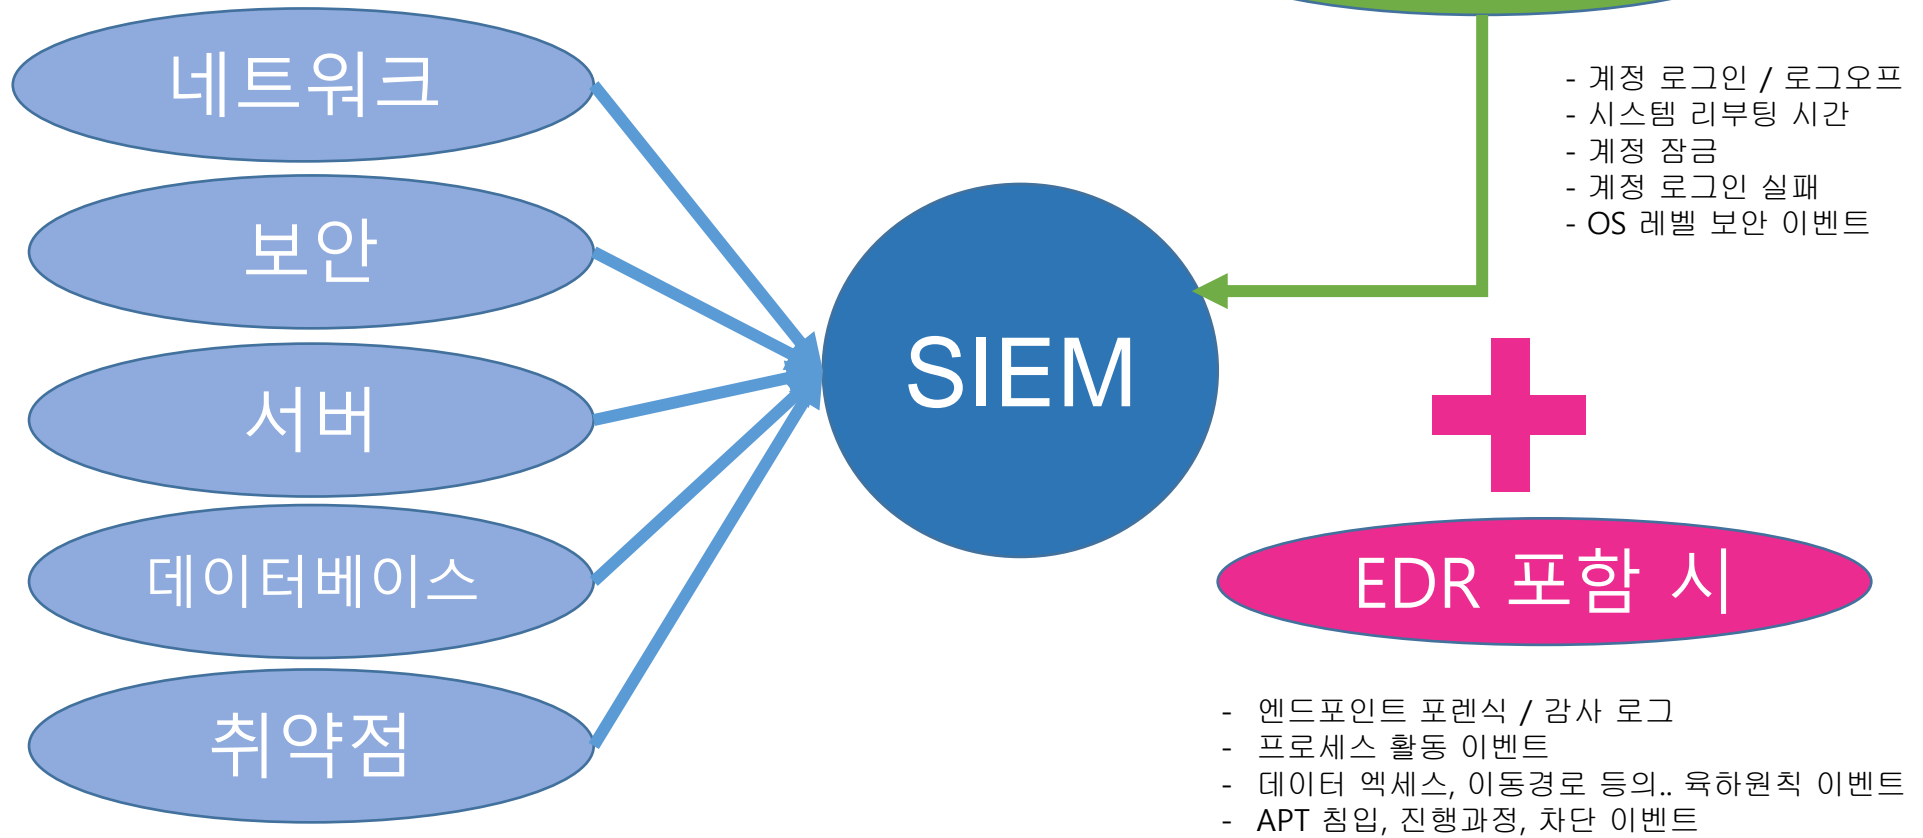 네트워크
보안
서버
데이터베이스
취약점
SIEM
- 계정 로그인 / 로그오프
- 시스템 리부팅 시간
- 계정 잠금
- 계정 로그인 실패
- OS 레벨 보안 이벤트
EDR 포함 시
- 엔드포인트 포렌식 / 감사 로그
- 프로세스 활동 이벤트
- 데이터 엑세스, 이동경로 등의.. 육하원칙 이벤트
- APT 침입, 진행과정, 차단 이벤트